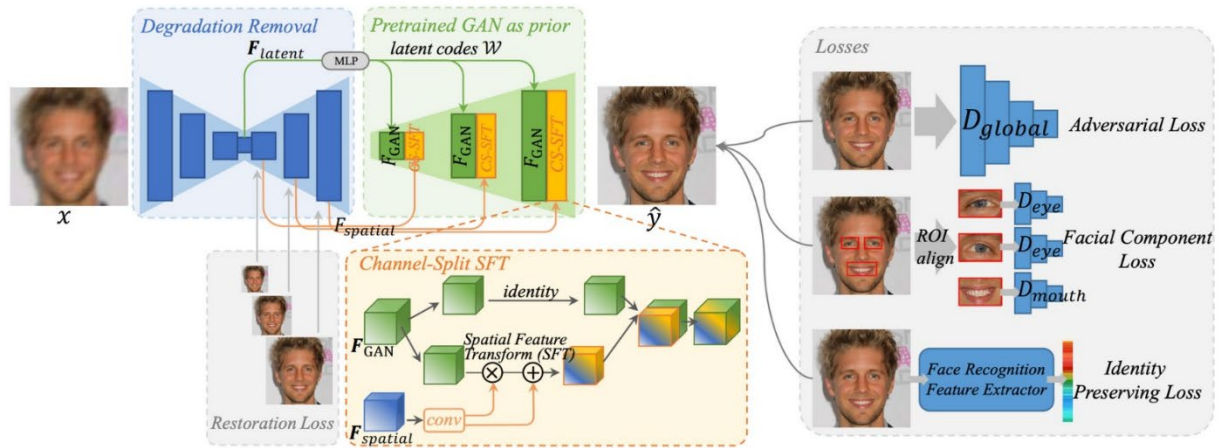 Degradation Removal
F_latent
MLP
Pretrained GAN as prior
latent codes W
F_GAN
CS-SFT
F_GAN
CS-SFT
F_GAN
CS-SFT
x
ŷ
F_spatial
Restoration Loss
Channel-Split SFT
identity
F_GAN
Spatial Feature
Transform (SFT)
F_spatial
conv
Losses
D_global
Adversarial Loss
ROI
align
D_eye
D_eye
D_mouth
Facial Component
Loss
Face Recognition
Feature Extractor
Identity
Preserving Loss